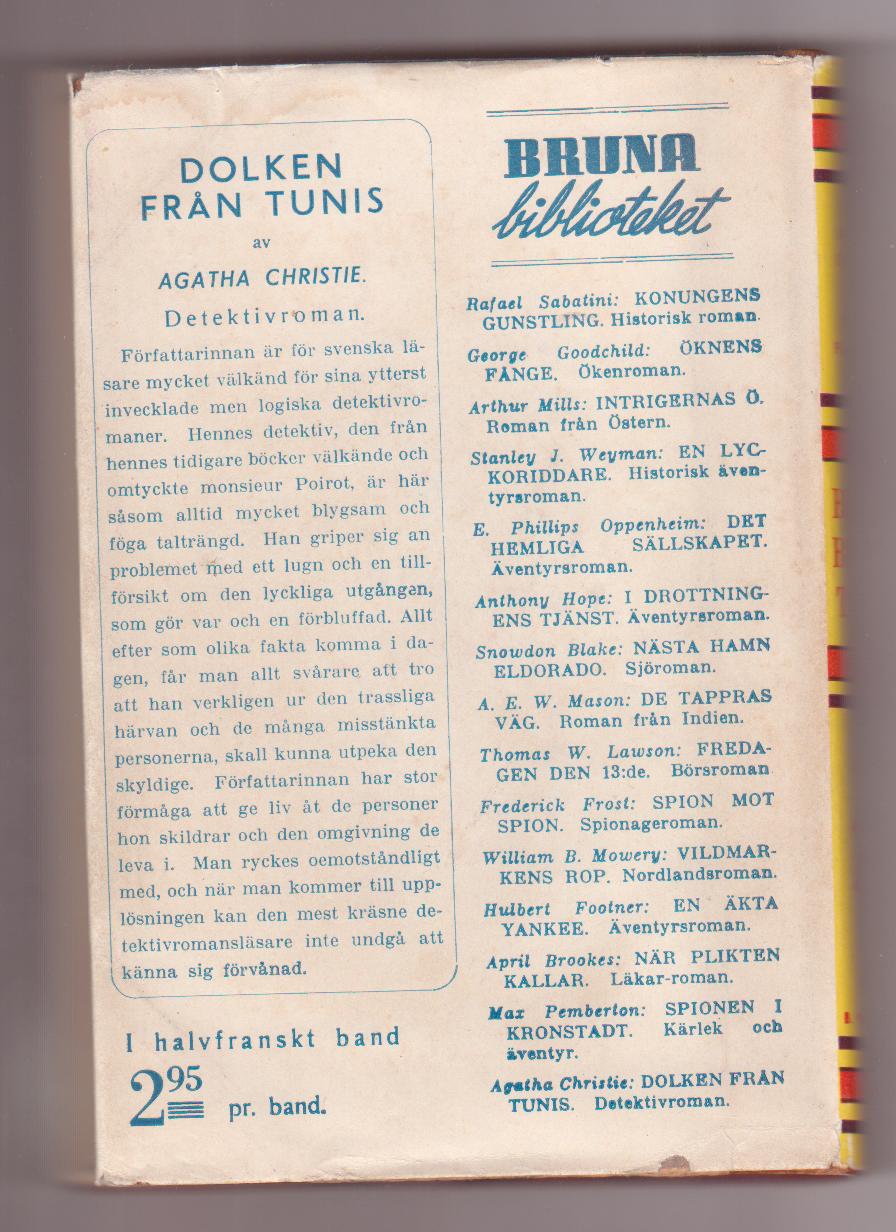 DOLKEN
FRÅN TUNIS
av
AGATHA CHRISTIE.
Detektivroman.
Författarinnan är för svenska lä-
sare mycket välkänd för sina ytterst
invecklade men logiska detektivro-
maner. Hennes detektiv, den från
hennes tidigare böcker välkände och
omtyckte monsieur Poirot, är här
såsom alltid mycket blygsam och
föga talträngd. Han griper sig an
problemet med ett lugn och en till-
försikt om den lyckliga utgången,
som gör var och en förbluffad. Allt
efter som olika fakta komma i da-
gen, får man allt svårare att tro
att han verkligen ur den trassliga
härvan och de många misstänkta
personerna, skall kunna utpeka den
skyldige. Författarinnan har stor
förmåga att ge liv åt de personer
hon skildrar och den omgivning de
leva i. Man ryckes oemotståndligt
med, och när man kommer till upp-
lösningen kan den mest kräsne de-
tektivromansläsare inte undgå att
känna sig förvånad.
I halvfranskt band
2 95
pr. band.
BRUNA
biblioteket
Rafael Sabatini: KONUNGENS
GUNSTLING. Historisk roman.
George Goodchild: ÖKNENS
FÅNGE. Ökenroman.
Arthur Mills: INTRIGERNAS Ö.
Roman från Östern.
Stanley J. Weyman: EN LYC-
KORIDDARE. Historisk även-
tyrsroman.
E. Phillips Oppenheim: DET
HEMLIGA SÄLLSKAPET.
Äventyrsroman.
Anthony Hope: I DROTTNING-
ENS TJÄNST. Äventyrsroman.
Snowdon Blake: NÄSTA HAMN
ELDORADO. Sjöroman.
A. E. W. Mason: DE TAPPRAS
VÄG. Roman från Indien.
Thomas W. Lawson: FREDA-
GEN DEN 13:de. Börsroman
Frederick Frost: SPION MOT
SPION. Spionageroman.
William B. Mowery: VILDMAR-
KENS ROP. Nordlandsroman.
Hulbert Footner: EN ÄKTA
YANKEE. Äventyrsroman.
April Brookes: NÄR PLIKTEN
KALLAR. Läkar-roman.
Max Pemberton: SPIONEN I
KRONSTADT. Kärlek och
äventyr.
Agatha Christie: DOLKEN FRÅN
TUNIS. Detektivroman.